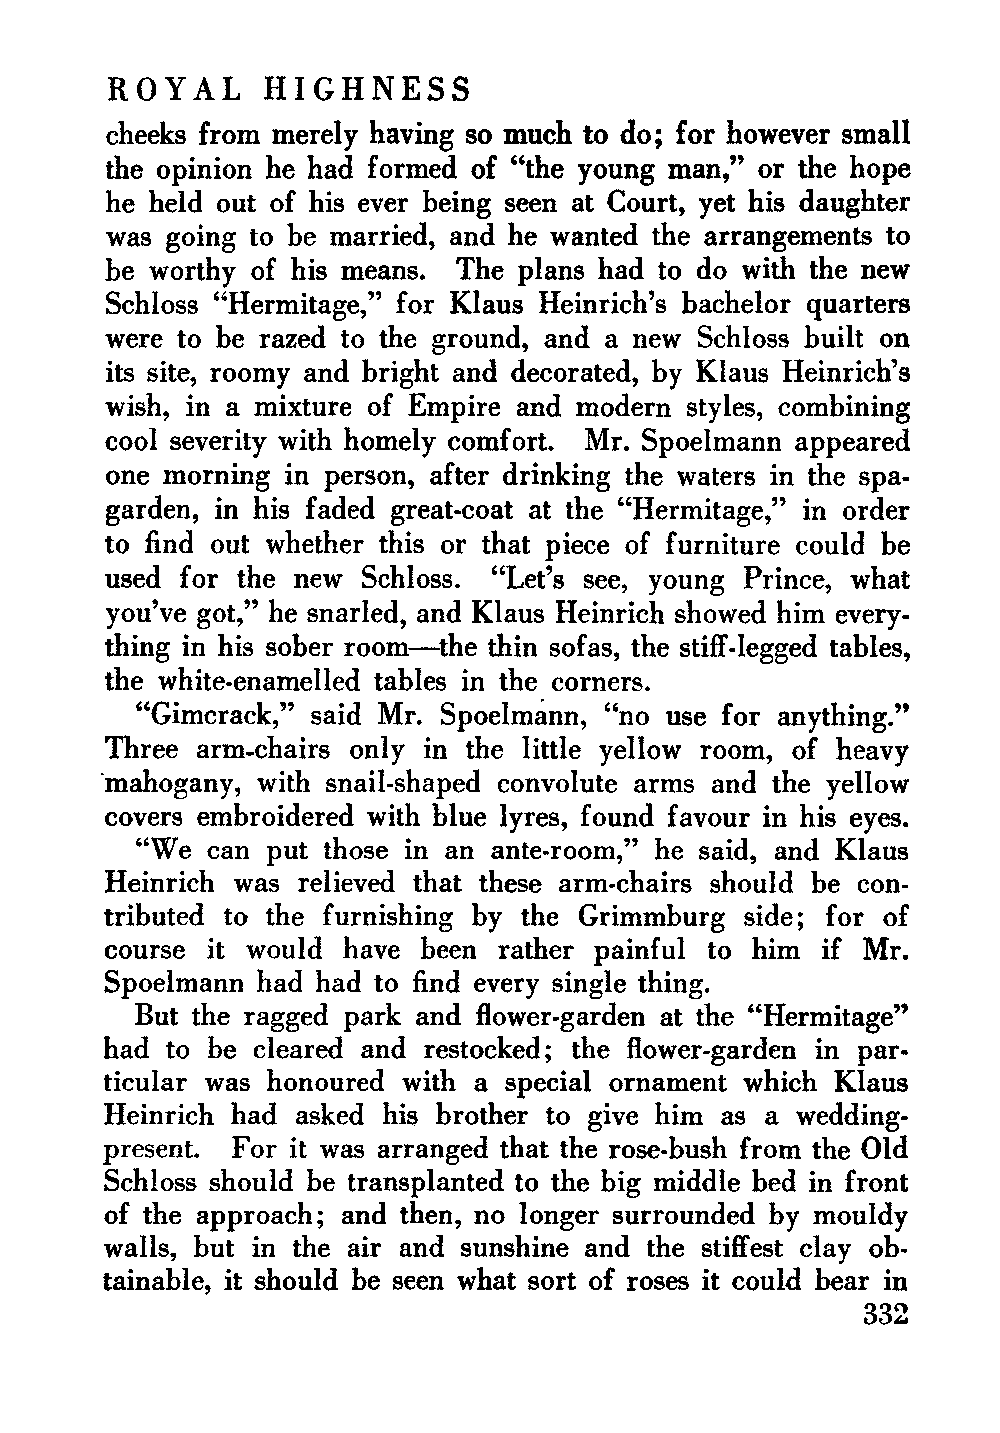 ROYAL HIGHNESS
cheeks from merely having so much to do; for however small
the opinion he had formed of “the young man,” or the hope
he held out of his ever being seen at Court, yet his daughter
was going to be married, and he wanted the arrangements to
be worthy of his means. The plans had to do with the new
Schloss “Hermitage,” for Klaus Heinrich’s bachelor quarters
were to be razed to the ground, and a new Schloss built on
its site, roomy and bright and decorated, by Klaus Heinrich’s
wish, in a mixture of Empire and modern styles, combining
cool severity with homely comfort. Mr. Spoelmann appeared
one morning in person, after drinking the waters in the spa-
garden, in his faded great-coat at the “Hermitage,” in order
to find out whether this or that piece of furniture could be
used for the new Schloss. “Let’s see, young Prince, what
you’ve got,” he snarled, and Klaus Heinrich showed him every-
thing in his sober room—the thin sofas, the stiff-legged tables,
the white-enamelled tables in the corners.
“Gimcrack,” said Mr. Spoelmann, “no use for anything.”
Three arm-chairs only in the little yellow room, of heavy
mahogany, with snail-shaped convolute arms and the yellow
covers embroidered with blue lyres, found favour in his eyes.
“We can put those in an ante-room,” he said, and Klaus
Heinrich was relieved that these arm-chairs should be con-
tributed to the furnishing by the Grimmburg side; for of
course it would have been rather painful to him if Mr.
Spoelmann had had to find every single thing.
But the ragged park and flower-garden at the “Hermitage”
had to be cleared and restocked; the flower-garden in par-
ticular was honoured with a special ornament which Klaus
Heinrich had asked his brother to give him as a wedding-
present. For it was arranged that the rose-bush from the Old
Schloss should be transplanted to the big middle bed in front
of the approach; and then, no longer surrounded by mouldy
walls, but in the air and sunshine and the stiffest clay ob-
tainable, it should be seen what sort of roses it could bear in
332